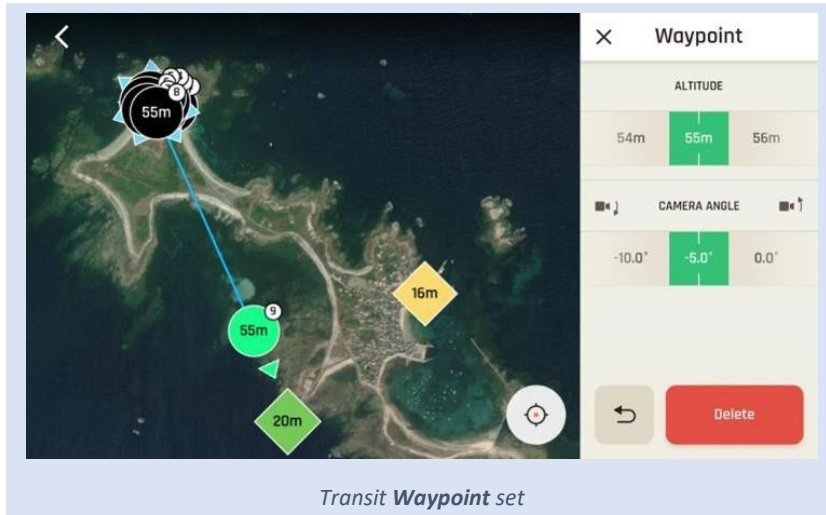 Waypoint
ALTITUDE
54m 55m 56m
CAMERA ANGLE
-10.0° -5.0° 0.0°
Delete
8
55m
16m
9
55m
20m
Transit Waypoint set